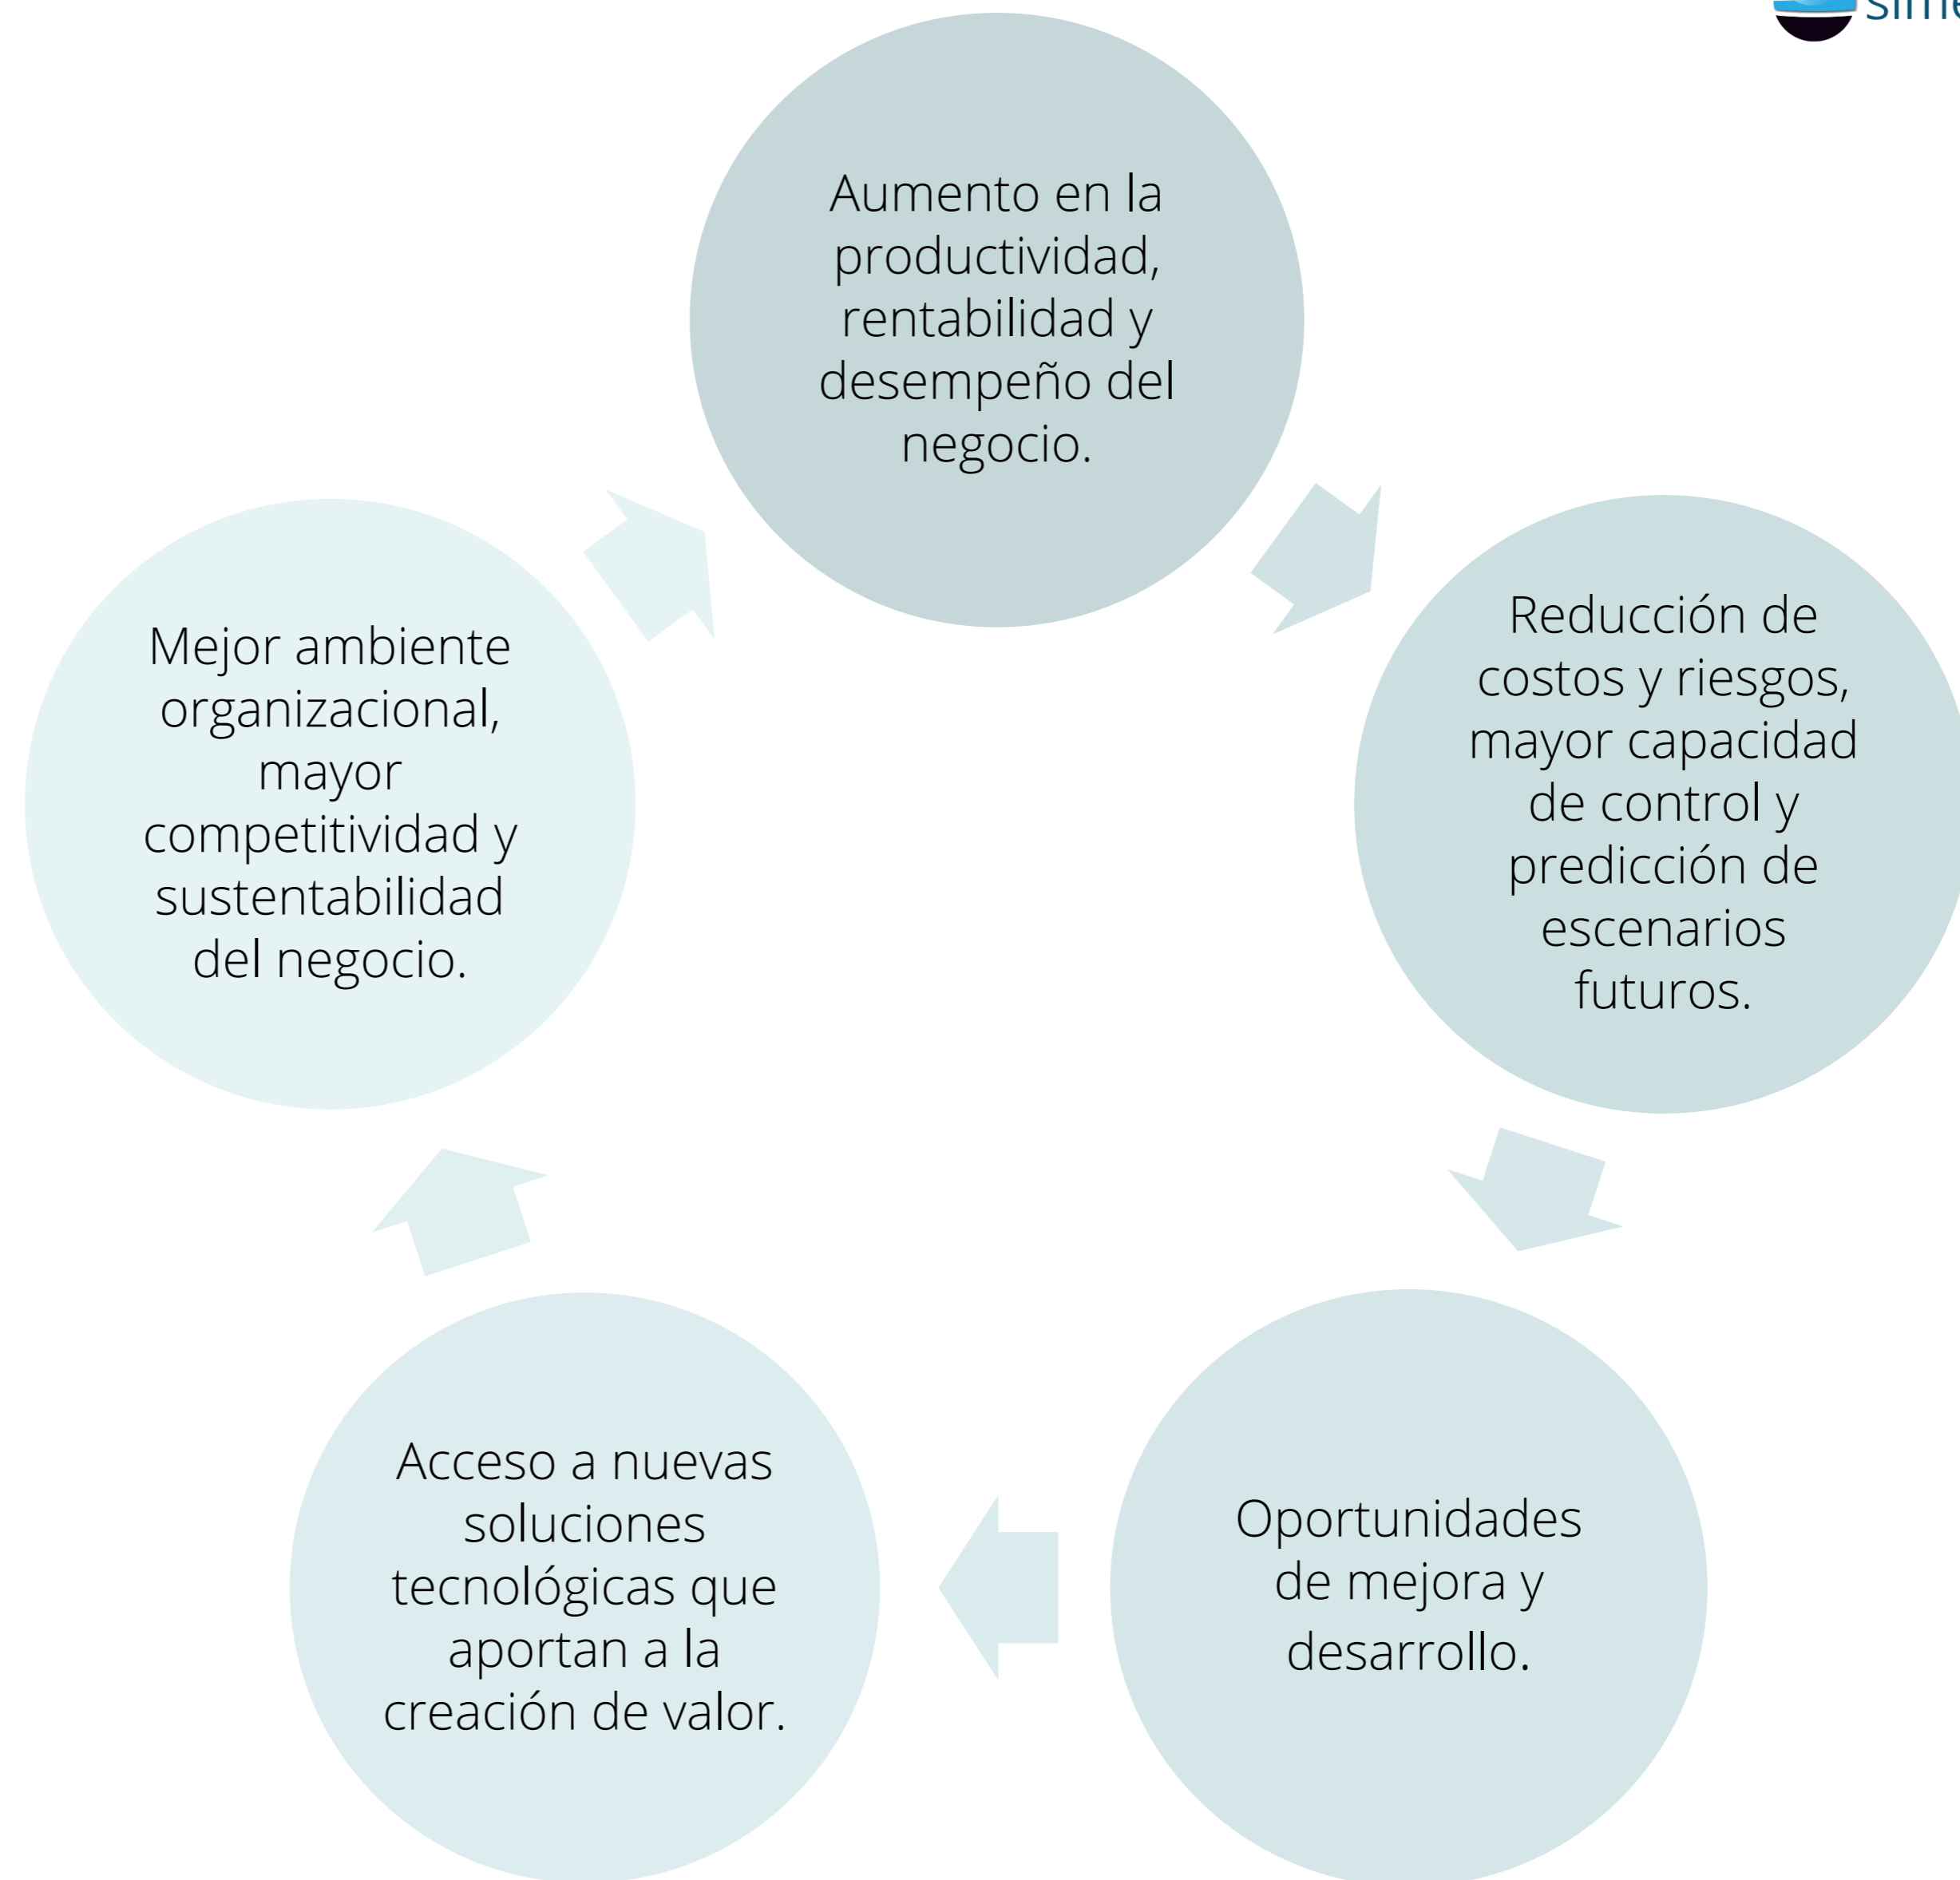 Aumento en la
productividad,
rentabilidad y
desempeño del
negocio.
Reducción de
costos y riesgos,
mayor capacidad
de control y
predicción de
escenarios
futuros.
Oportunidades
de mejora y
desarrollo.
Acceso a nuevas
soluciones
tecnológicas que
aportan a la
creación de valor.
Mejor ambiente
organizacional,
mayor
competitividad y
sustentabilidad
del negocio.